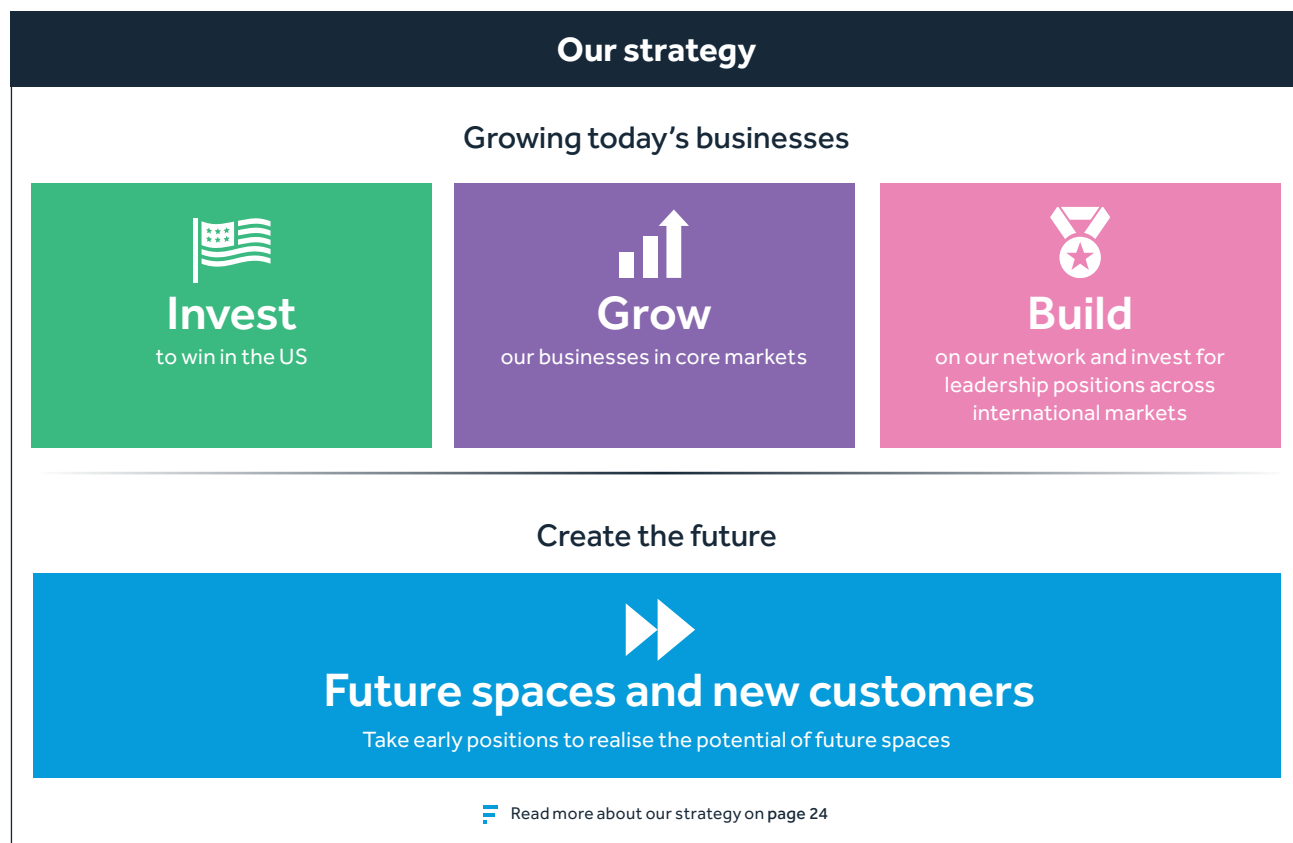 Our strategy
Growing today’s businesses
Invest
to win in the US
Grow
our businesses in core markets
Build
on our network and invest for
leadership positions across
international markets
Create the future
Future spaces and new customers
Take early positions to realise the potential of future spaces
Read more about our strategy on page 24